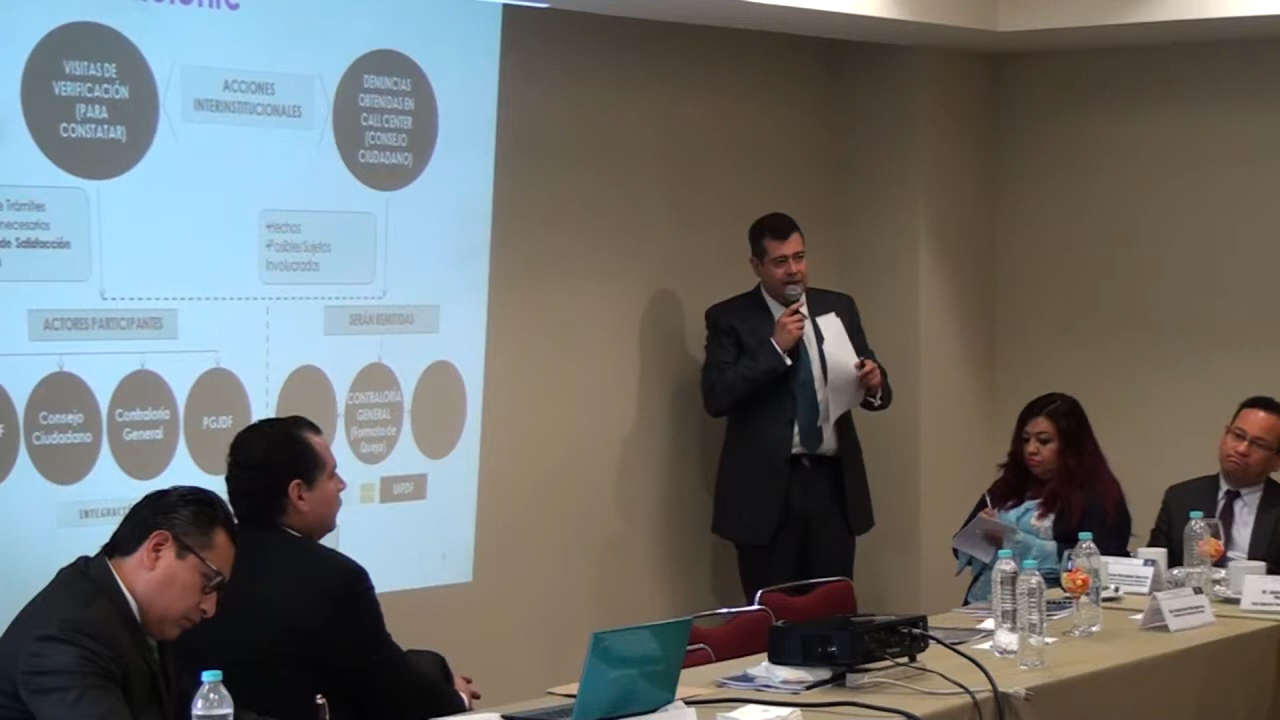 VISITAS DE
VERIFICACIÓN
(PARA
CONSTATAR)
ACCIONES
INTERINSTITUCIONALES
DENUNCIAS
OBTENIDAS EN
CALL CENTER
(CONSEJO
CIUDADANO)
Trámites
de Satisfacción
Hechos
Posibles Sujetos
Involucrados
ACTORES PARTICIPANTES
SERÁN REMITIDAS
Consejo
Ciudadano
Contraloría
General
PGJDF
CONTRALORÍA
GENERAL
(Formato de
Queja)